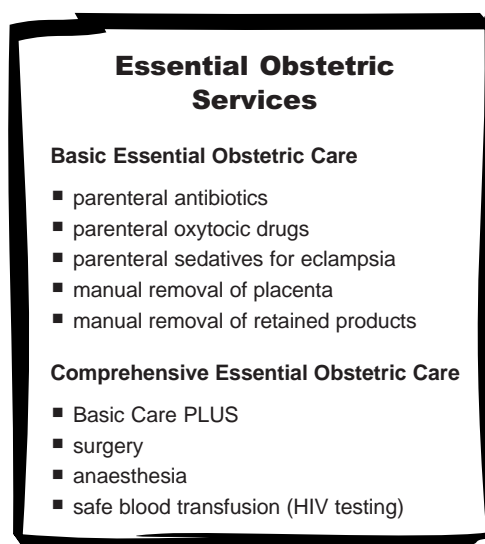 Essential Obstetric
Services
Basic Essential Obstetric Care
■ parenteral antibiotics
■ parenteral oxytocic drugs
■ parenteral sedatives for eclampsia
■ manual removal of placenta
■ manual removal of retained products
Comprehensive Essential Obstetric Care
■ Basic Care PLUS
■ surgery
■ anaesthesia
■ safe blood transfusion (HIV testing)